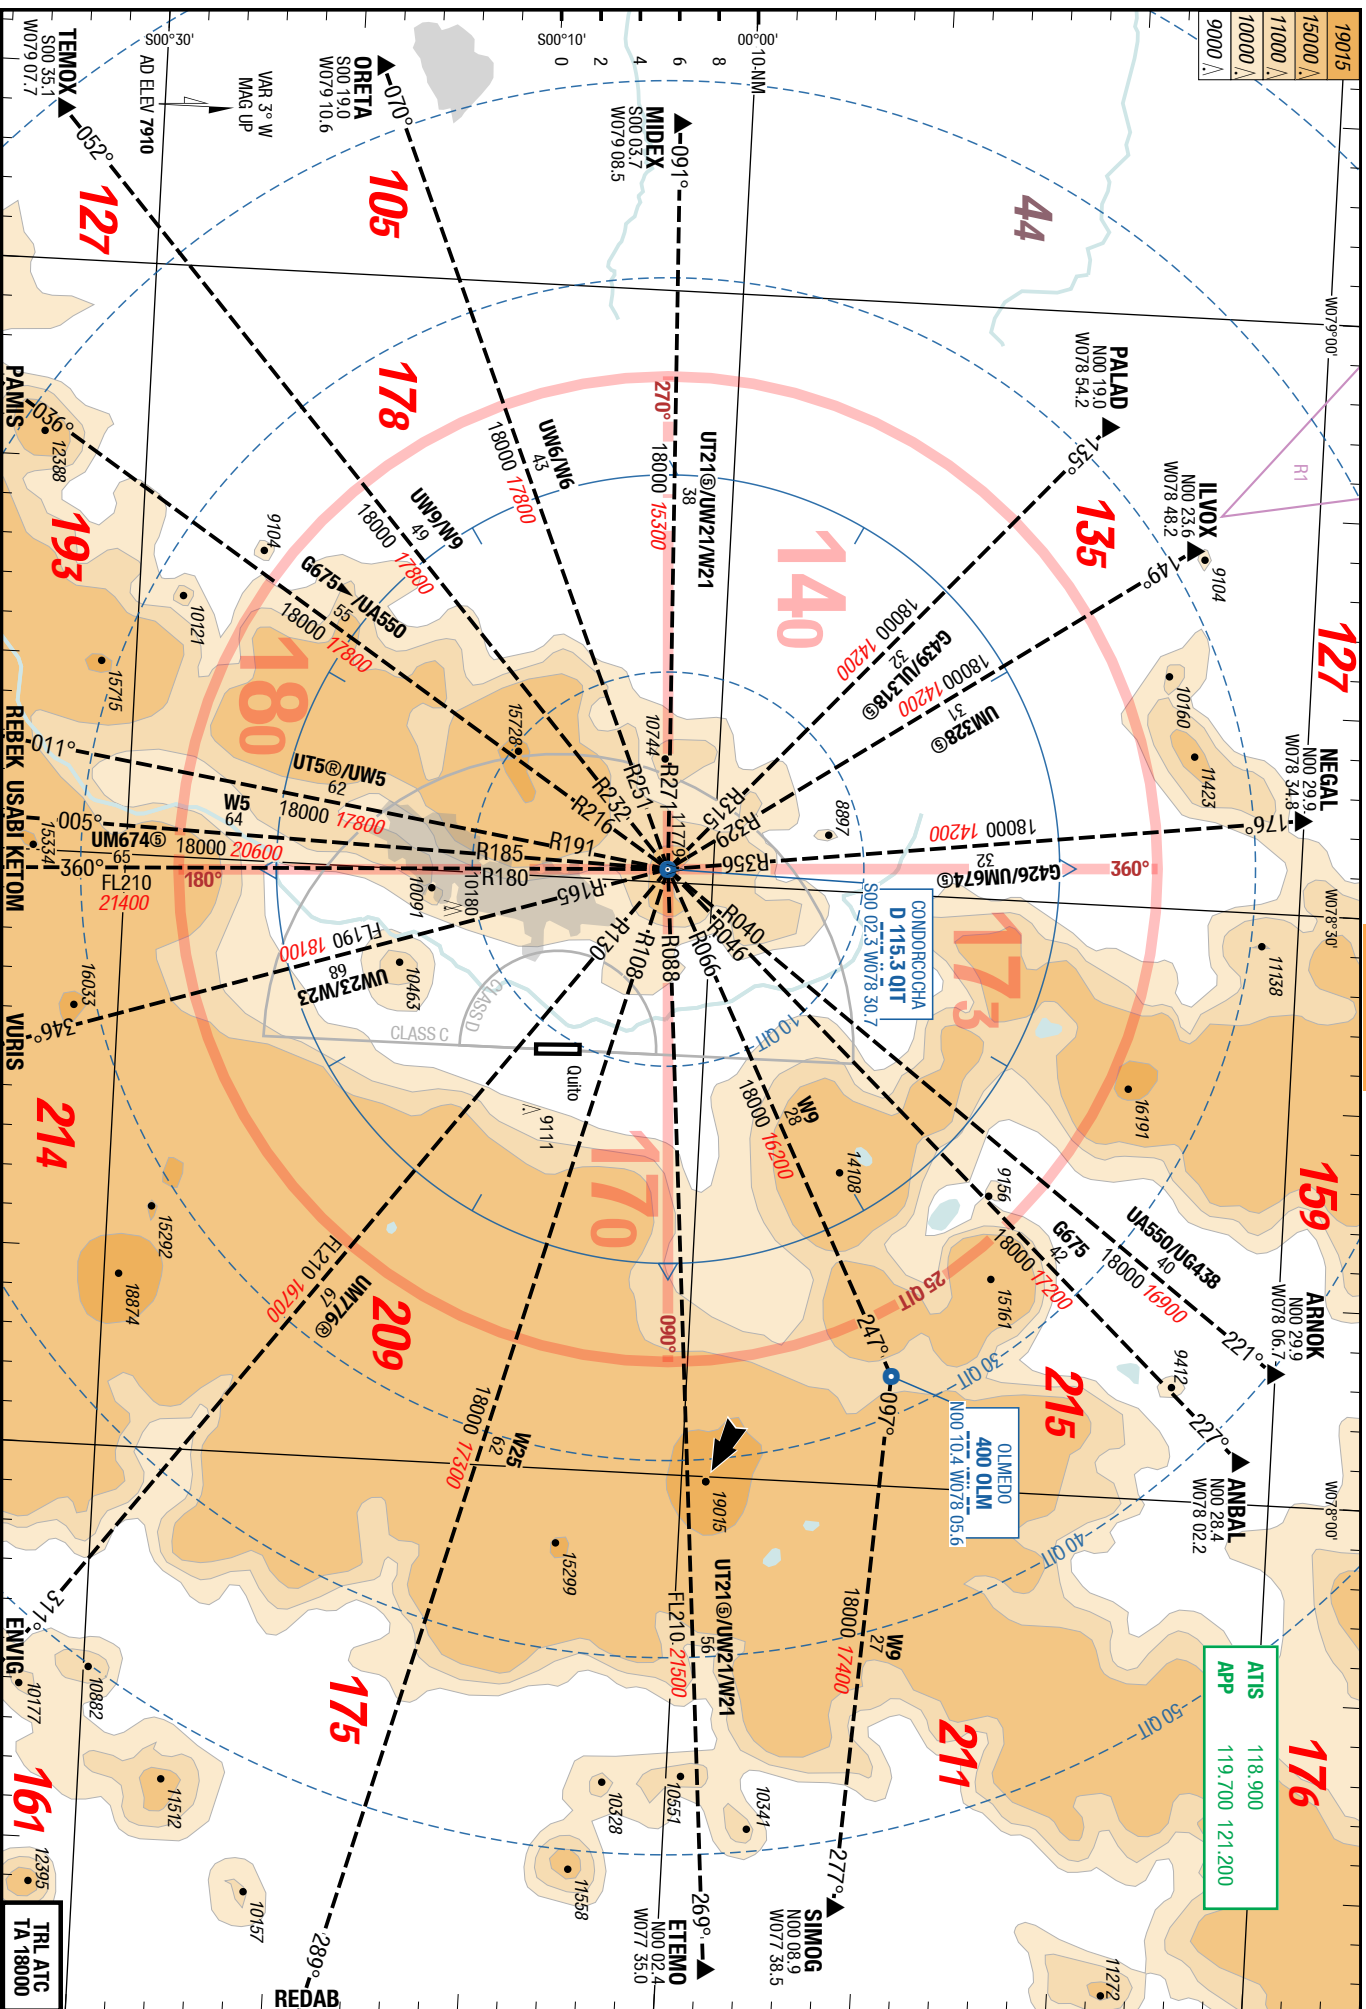 19015
15000
11000
10000
9000
TEMOX
S00 35.1
W079 07.7
S00°30'
AD ELEV 7910
VAR 3° W
MAG UP
ORETA
S00 19.0
W079 10.6
S00°10'
0 2 4 6 8 10-NM
00°00'
MIDEX
S00 03.7
W079 08.5
052°
070°
091°
127
105
44
W079°00'
PALAD
N00 19.0
W078 54.2
135°
R1
ILVOX
N00 23.6
W078 48.2
149°
9104
135
127
178
270°
UT21Ⓢ/UW21/W21
38
18000 15300
UW6/W6
43
18000 17800
UW9/W9
49
18000 17800
PAMIS
036°
12388
193
9104
G675►/UA550
55
18000 17800
10121
15715
140
180
18000 14200
G439/UL318Ⓢ
32
18000 14200
31
UM328Ⓢ
10160
11423
NEGAL
N00 29.9
W078 34.8
176°
18000 14200
32
G426/UM674Ⓢ
360°
8897
10744
15728
R271
11779
R251
R232
R216
R315
R329
R356
REBEK
011°
UT5Ⓡ/UW5
62
18000 17800
R191
USABI
005°
15334
W5
64
UM674Ⓢ
65
18000 20600
R185
KETOM
360°
FL210
21400
180°
R180
10180
10091
R165
R130
R108
R088
R066
R046
R040
CONDORCOCHA
D 115.3 QIT
S00 02.3 W078 30.7
173
W078°30'
11138
16191
FL190 18100
68
UW23/W23
10463
16033
346°
VURIS
CLASS D
CLASS C
Quito
9111
10 QIT
214
15292
18874
170
W9
28
18000 16200
14108
9156
G675
42
18000 17200
15161
UA550/UG438
40
18000 16900
159
ARNOK
N00 29.9
W078 06.7
221°
9412
227°
ANBAL
N00 28.4
W078 02.2
W078°00'
FL210 16700
67
UM776Ⓡ
209
090°
25 QIT
30 QIT
247°
097°
OLMEDO
400 OLM
N00 10.4 W078 05.6
215
40 QIT
W25
62
18000 17300
19015
15299
UT21Ⓢ/UW21/W21
56
FL210 21500
W9
27
18000 17400
50 QIT
ATIS 118.900
APP 119.700 121.200
311°
ENVIG
10177
10882
175
161
11512
12395
10157
289°
REDAB
10328
10551
10341
11558
211
176
277°
SIMOG
N00 08.9
W077 38.5
269°
ETEMO
N00 02.4
W077 35.0
11272
TRL ATC
TA 18000